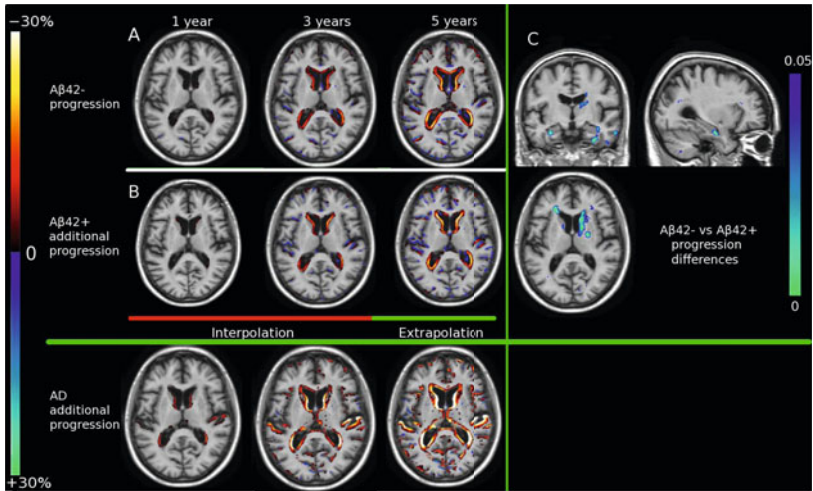 −30%
1 year
3 years
5 years
A
C
0.05
Aβ42-
progression
B
Aβ42+
additional
progression
0
Aβ42- vs Aβ42+
progression
differences
0
Interpolation
Extrapolation
AD
additional
progression
+30%